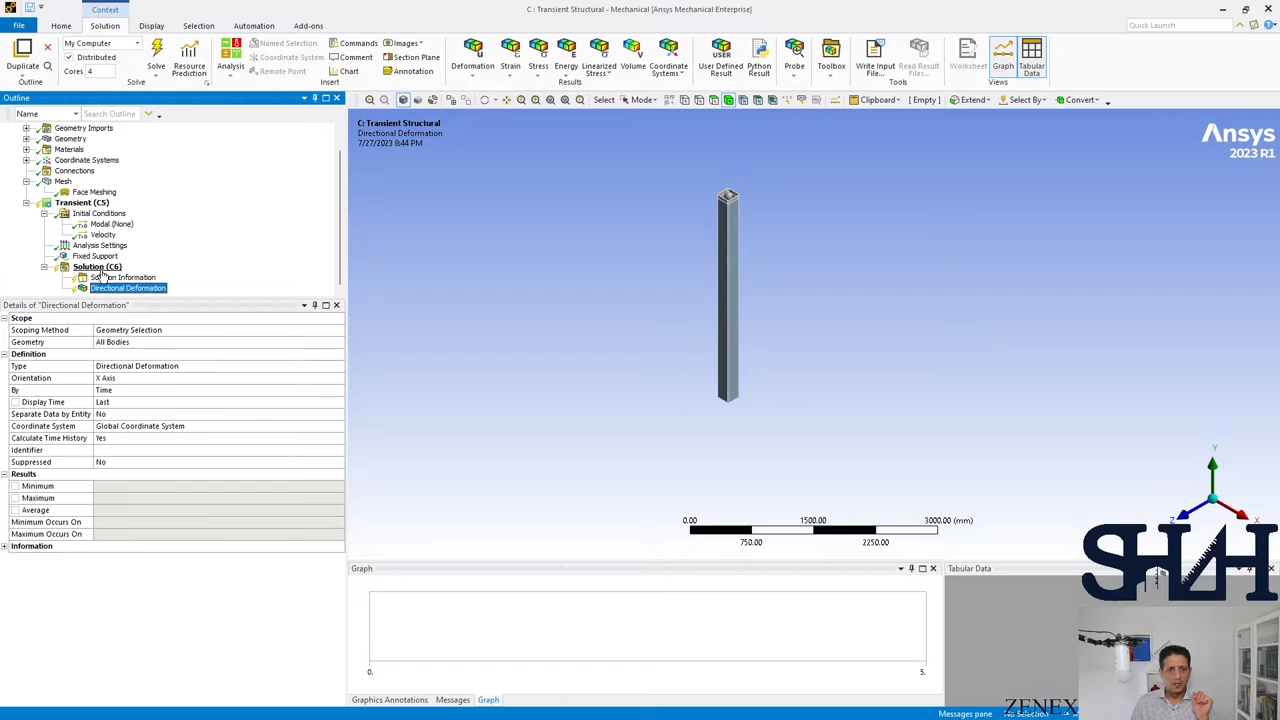 Context
C : Transient Structural - Mechanical [Ansys Mechanical Enterprise]
File
Home
Solution
Display
Selection
Automation
Add-ons
Quick Launch
Duplicate
Outline
My Computer
Distributed
Cores 4
Solve
Resource Prediction
Solve
Analysis
Named Selection
Coordinate System
Remote Point
Commands
Comment
Chart
Images
Section Plane
Annotation
Insert
Deformation
Strain
Stress
Energy
Linearized Stress
Volume
Coordinate Systems
User Defined Result
Python Result
Probe
Results
Toolbox
Write Input File...
Read Result Files...
Tools
Worksheet
Graph
Tabular Data
Views
Outline
Name
Search Outline
Select
Mode
Clipboard
[ Empty ]
Extend
Select By
Convert
Geometry Imports
Geometry
Materials
Coordinate Systems
Connections
Mesh
Face Meshing
Transient (C5)
Initial Conditions
Modal (None)
Velocity
Analysis Settings
Fixed Support
Solution (C6)
Information
Directional Deformation
Details of "Directional Deformation"
Scope
Scoping Method Geometry Selection
Geometry All Bodies
Definition
Type Directional Deformation
Orientation X Axis
By Time
Display Time Last
Separate Data by Entity No
Coordinate System Global Coordinate System
Calculate Time History Yes
Identifier
Suppressed No
Results
Minimum
Maximum
Average
Minimum Occurs On
Maximum Occurs On
Information
C: Transient Structural
Directional Deformation
7/27/2023 8:44 PM
Ansys
2023 R1
Y
Z
X
0.00 1500.00 3000.00 (mm)
750.00 2250.00
Graph
0. 5.
Graphics Annotations
Messages
Graph
Tabular Data
ZENEX
Messages pane
No Selection